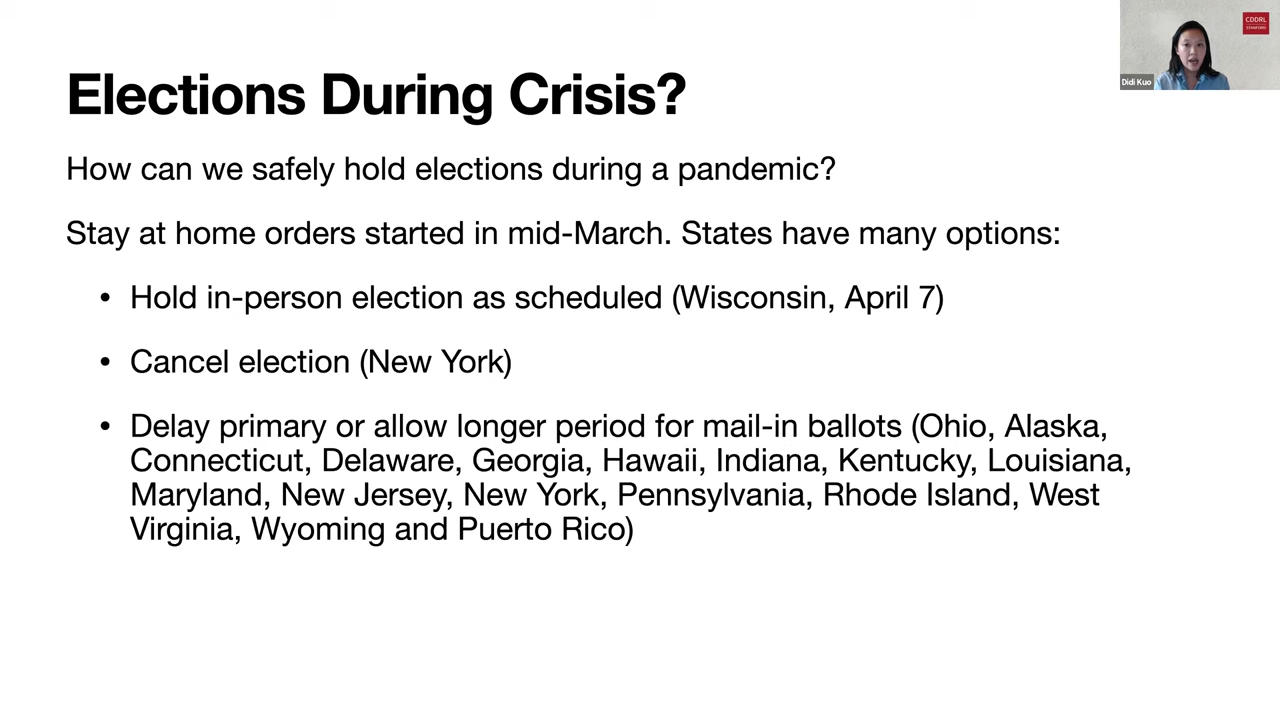 Elections During Crisis?
How can we safely hold elections during a pandemic?
Stay at home orders started in mid-March. States have many options:
• Hold in-person election as scheduled (Wisconsin, April 7)
• Cancel election (New York)
• Delay primary or allow longer period for mail-in ballots (Ohio, Alaska,
Connecticut, Delaware, Georgia, Hawaii, Indiana, Kentucky, Louisiana,
Maryland, New Jersey, New York, Pennsylvania, Rhode Island, West
Virginia, Wyoming and Puerto Rico)
Didi Kuo
CDDRL
STANFORD